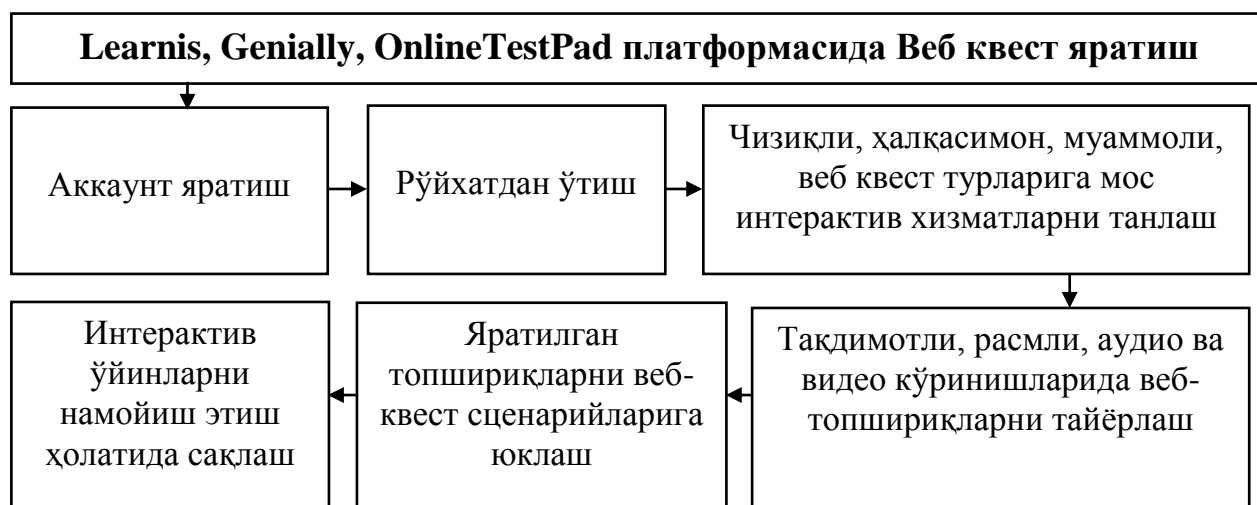 Learnis, Genially, OnlineTestPad платформасида Веб квест яратиш
Аккаунт яратиш
Рўйхатдан ўтиш
Чизиқли, ҳалқасимон, муаммоли,
веб квест турларига мос
интерактив хизматларни танлаш
Тақдимотли, расмли, аудио ва
видео кўринишларида веб-
топшириқларни тайёрлаш
Яратилган
топшириқларни веб-
квест сценарийларига
юклаш
Интерактив
ўйинларни
намойиш этиш
ҳолатида сақлаш